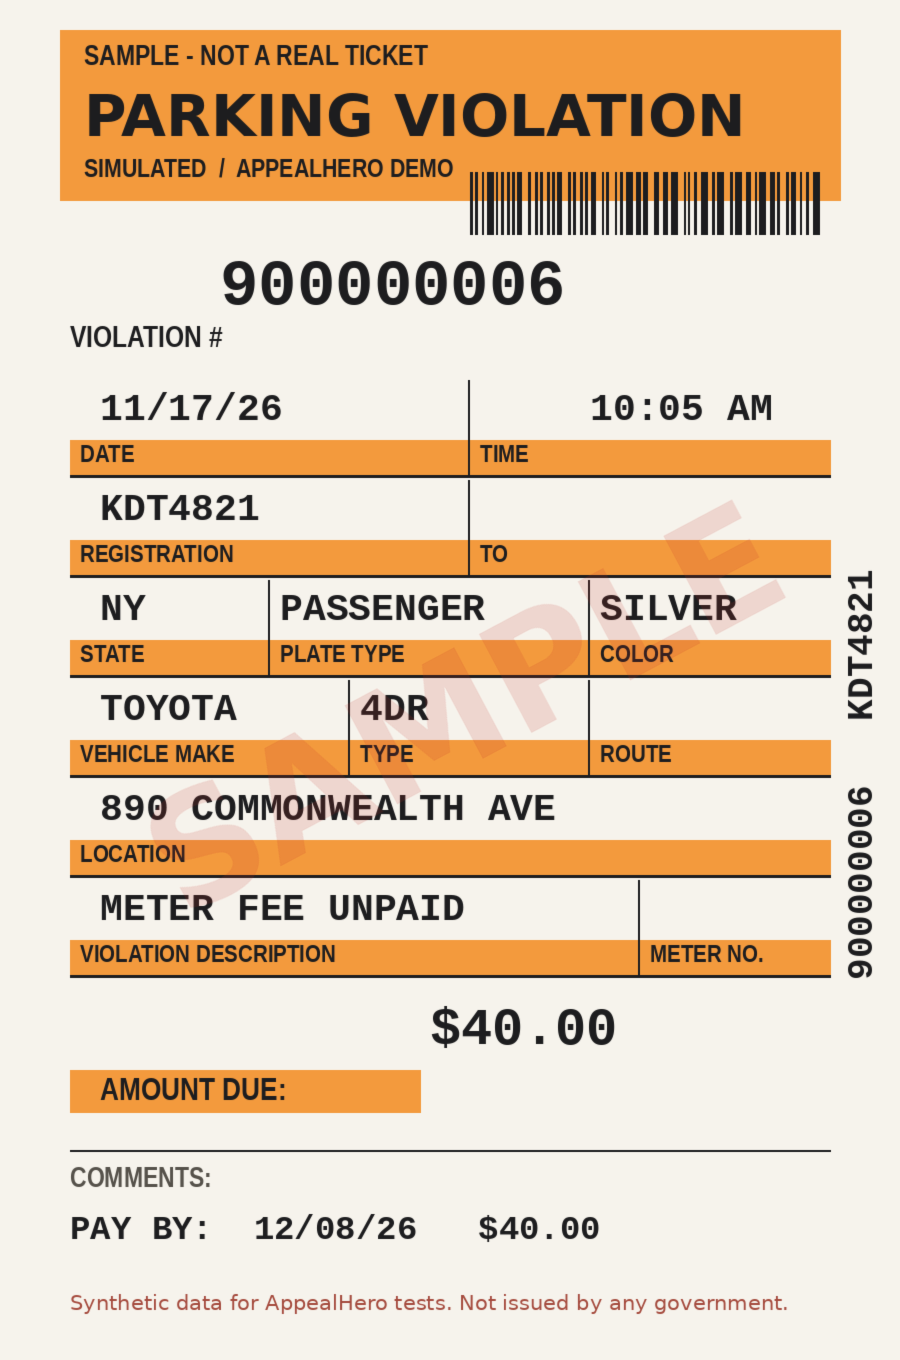 SAMPLE - NOT A REAL TICKET
PARKING VIOLATION
SIMULATED / APPEALHERO DEMO
900000006
VIOLATION #
11/17/26 10:05 AM
DATE TIME
KDT4821
REGISTRATION TO
NY PASSENGER SILVER
STATE PLATE TYPE COLOR
TOYOTA 4DR
VEHICLE MAKE TYPE ROUTE
890 COMMONWEALTH AVE
LOCATION
METER FEE UNPAID
VIOLATION DESCRIPTION METER NO.
$40.00
AMOUNT DUE:
COMMENTS:
PAY BY: 12/08/26 $40.00
Synthetic data for AppealHero tests. Not issued by any government.
900000006 KDT4821
SAMPLE